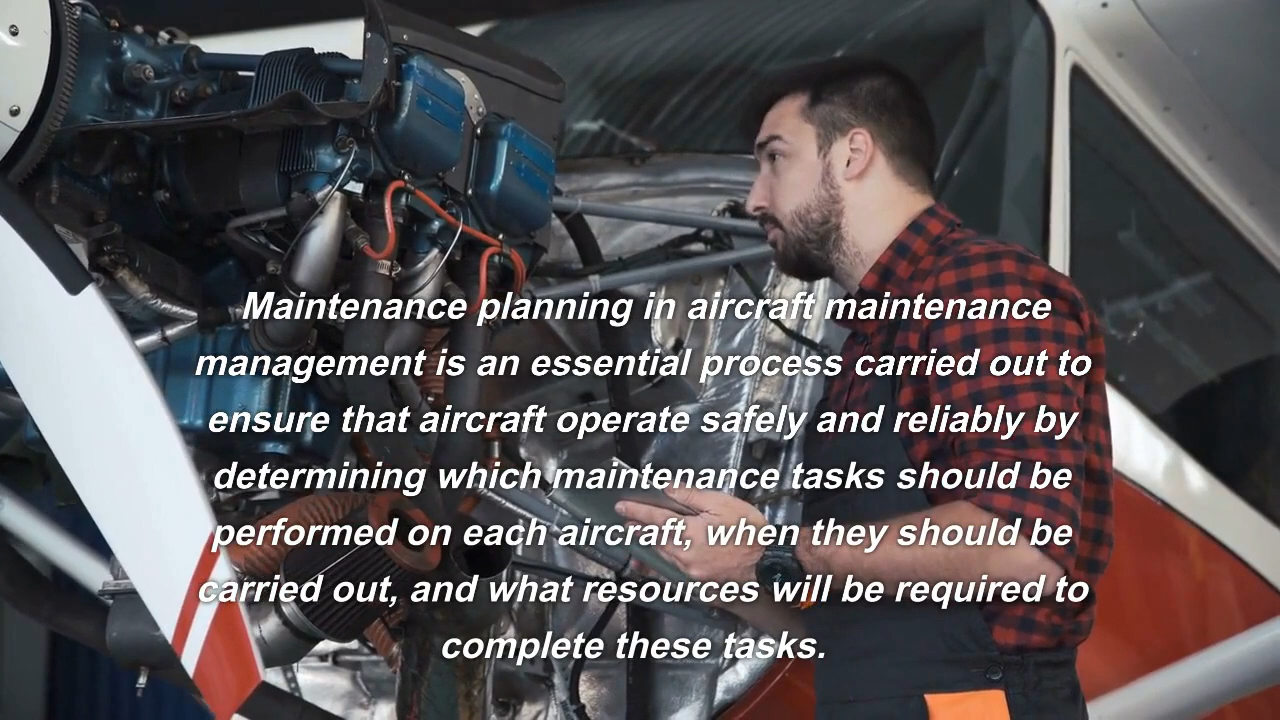 Maintenance planning in aircraft maintenance
management is an essential process carried out to
ensure that aircraft operate safely and reliably by
determining which maintenance tasks should be
performed on each aircraft, when they should be
carried out, and what resources will be required to
complete these tasks.